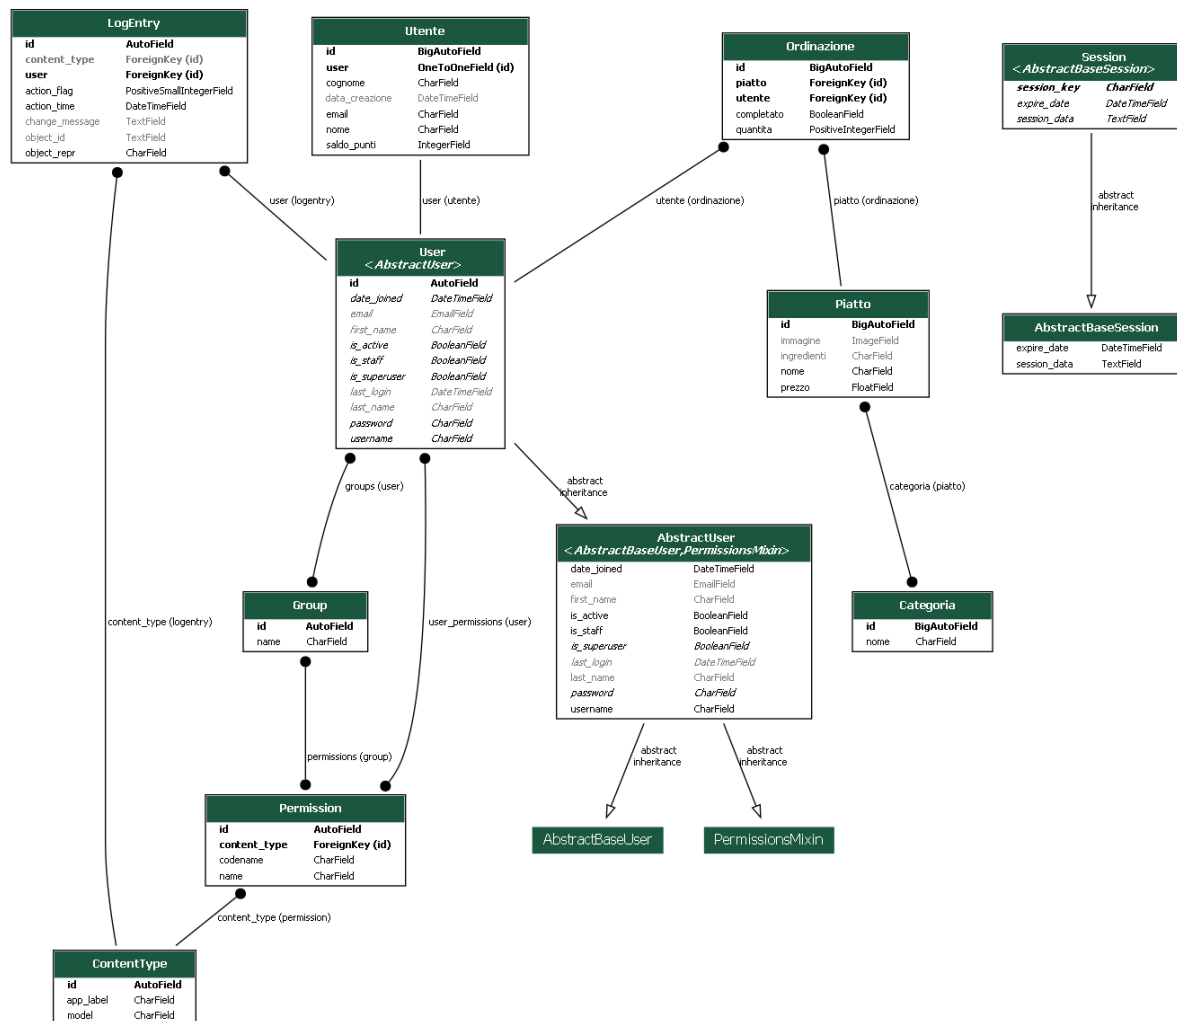 LogEntry
id AutoField
content_type ForeignKey (id)
user ForeignKey (id)
action_flag PositiveSmallIntegerField
action_time DateTimeField
change_message TextField
object_id TextField
object_repr CharField
Utente
id BigAutoField
user OneToOneField (id)
cognome CharField
data_creazione DateTimeField
email CharField
nome CharField
saldo_punti IntegerField
Ordinazione
id BigAutoField
piatto ForeignKey (id)
utente ForeignKey (id)
completato BooleanField
quantita PositiveIntegerField
Session
<AbstractBaseSession>
session_key CharField
expire_date DateTimeField
session_data TextField
user (logentry)
user (utente)
utente (ordinazione)
piatto (ordinazione)
abstract
inheritance
User
<AbstractUser>
id AutoField
date_joined DateTimeField
email EmailField
first_name CharField
is_active BooleanField
is_staff BooleanField
is_superuser BooleanField
last_login DateTimeField
last_name CharField
password CharField
username CharField
Piatto
id BigAutoField
immagine ImageField
ingredienti CharField
nome CharField
prezzo FloatField
AbstractBaseSession
expire_date DateTimeField
session_data TextField
groups (user)
abstract
inheritance
categoria (piatto)
AbstractUser
<AbstractBaseUser,PermissionsMixin>
date_joined DateTimeField
email EmailField
first_name CharField
is_active BooleanField
is_staff BooleanField
is_superuser BooleanField
last_login DateTimeField
last_name CharField
password CharField
username CharField
Group
id AutoField
name CharField
content_type (logentry)
user_permissions (user)
Categoria
id BigAutoField
nome CharField
permissions (group)
abstract
inheritance
abstract
inheritance
Permission
id AutoField
content_type ForeignKey (id)
codename CharField
name CharField
AbstractBaseUser
PermissionsMixin
content_type (permission)
ContentType
id AutoField
app_label CharField
model CharField